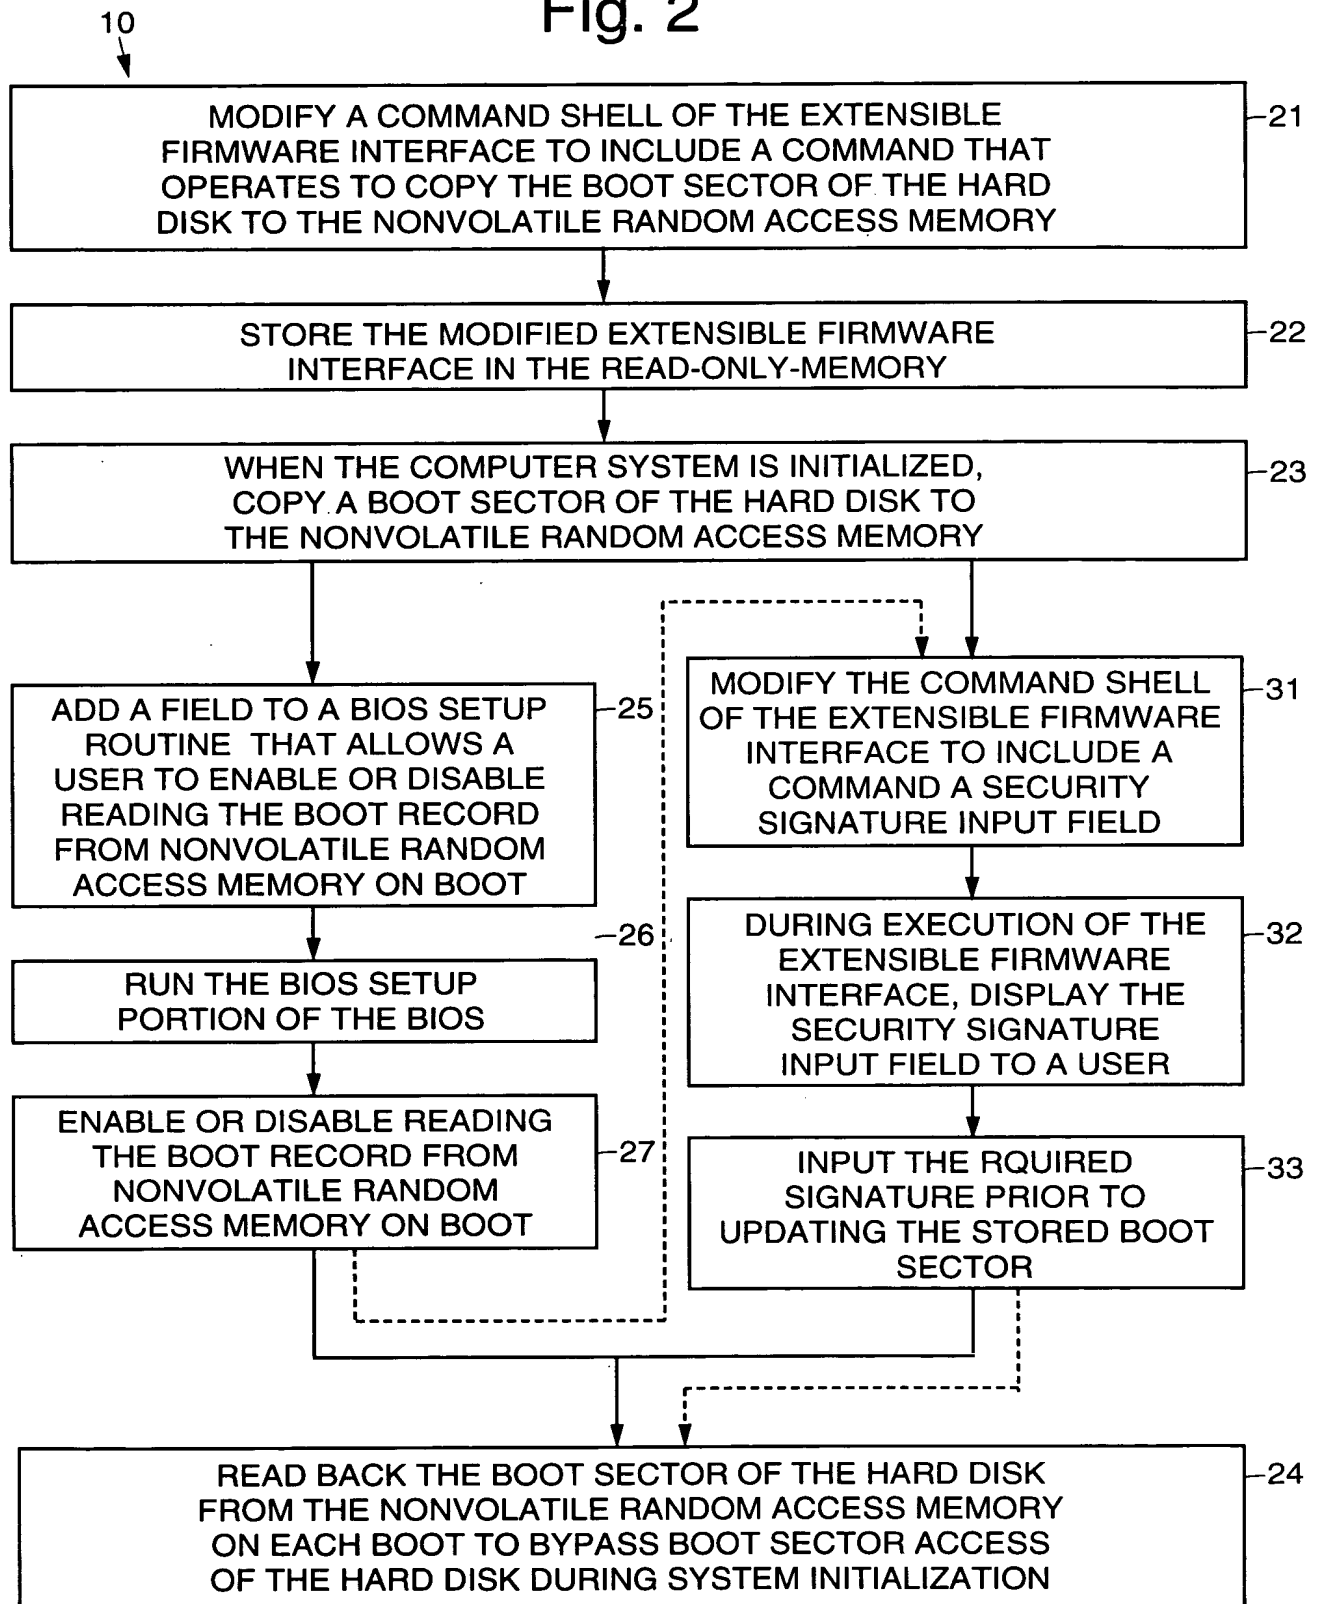 Fig. 2
10
MODIFY A COMMAND SHELL OF THE EXTENSIBLE
FIRMWARE INTERFACE TO INCLUDE A COMMAND THAT
OPERATES TO COPY THE BOOT SECTOR OF THE HARD
DISK TO THE NONVOLATILE RANDOM ACCESS MEMORY
21
STORE THE MODIFIED EXTENSIBLE FIRMWARE
INTERFACE IN THE READ-ONLY-MEMORY
22
WHEN THE COMPUTER SYSTEM IS INITIALIZED,
COPY A BOOT SECTOR OF THE HARD DISK TO
THE NONVOLATILE RANDOM ACCESS MEMORY
23
ADD A FIELD TO A BIOS SETUP
ROUTINE THAT ALLOWS A
USER TO ENABLE OR DISABLE
READING THE BOOT RECORD
FROM NONVOLATILE RANDOM
ACCESS MEMORY ON BOOT
25
RUN THE BIOS SETUP
PORTION OF THE BIOS
26
ENABLE OR DISABLE READING
THE BOOT RECORD FROM
NONVOLATILE RANDOM
ACCESS MEMORY ON BOOT
27
MODIFY THE COMMAND SHELL
OF THE EXTENSIBLE FIRMWARE
INTERFACE TO INCLUDE A
COMMAND A SECURITY
SIGNATURE INPUT FIELD
31
DURING EXECUTION OF THE
EXTENSIBLE FIRMWARE
INTERFACE, DISPLAY THE
SECURITY SIGNATURE
INPUT FIELD TO A USER
32
INPUT THE RQUIRED
SIGNATURE PRIOR TO
UPDATING THE STORED BOOT
SECTOR
33
READ BACK THE BOOT SECTOR OF THE HARD DISK
FROM THE NONVOLATILE RANDOM ACCESS MEMORY
ON EACH BOOT TO BYPASS BOOT SECTOR ACCESS
OF THE HARD DISK DURING SYSTEM INITIALIZATION
24